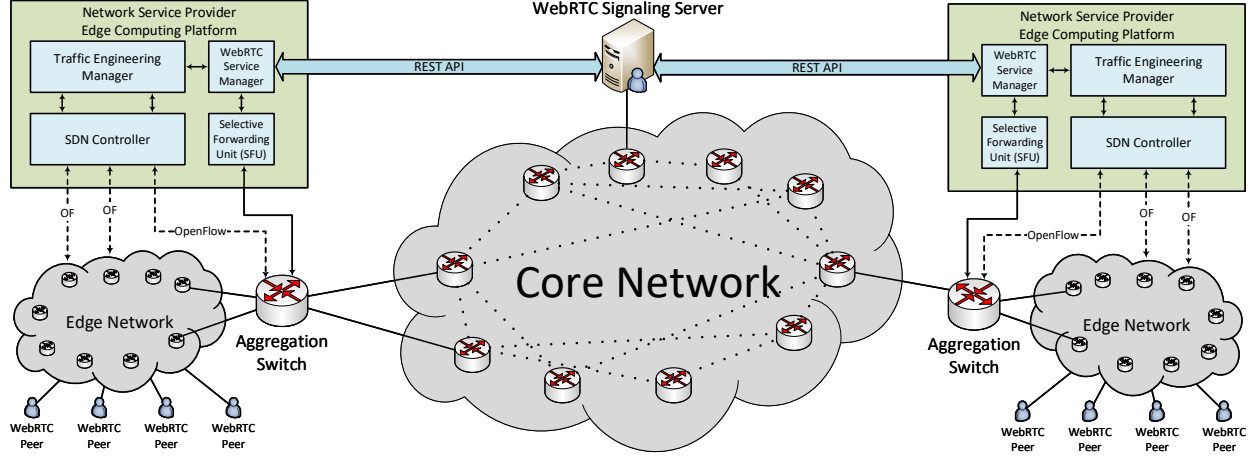 WebRTC Signaling Server
Network Service Provider
Edge Computing Platform
Traffic Engineering
Manager
WebRTC
Service
Manager
SDN Controller
Selective
Forwarding
Unit (SFU)
REST API
REST API
Network Service Provider
Edge Computing Platform
WebRTC
Service
Manager
Traffic Engineering
Manager
Selective
Forwarding
Unit (SFU)
SDN Controller
OF
OF
OpenFlow
OpenFlow
OF
OF
Edge Network
Aggregation
Switch
Core Network
Aggregation
Switch
Edge Network
WebRTC
Peer
WebRTC
Peer
WebRTC
Peer
WebRTC
Peer
WebRTC
Peer
WebRTC
Peer
WebRTC
Peer
WebRTC
Peer